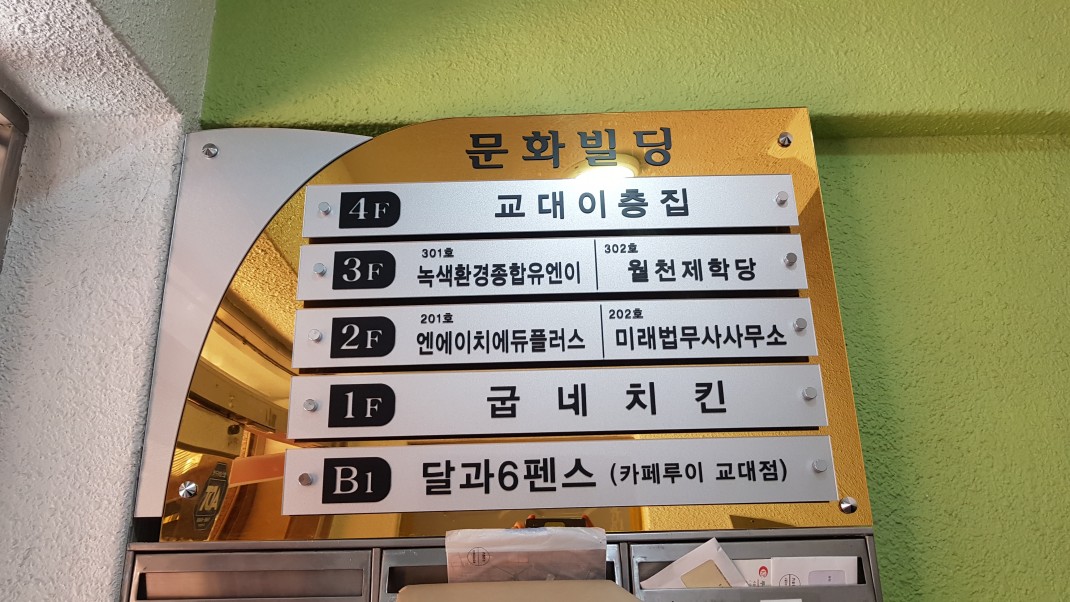 문화빌딩
4F 교대이층집
301호 302호
3F 녹색환경종합유엔이 월천제학당
201호 202호
2F 엔에이치에듀플러스 미래법무사사무소
1F 굽네치킨
B1 달과6펜스 (카페루이 교대점)